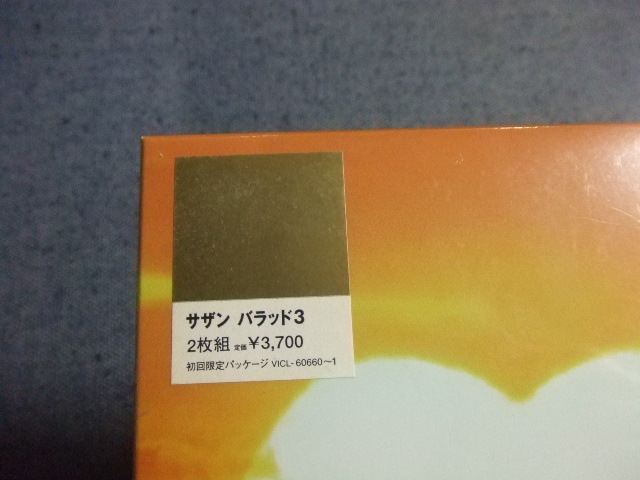 サザン バラッド3
2枚組 定価 ¥3,700
初回限定パッケージ VICL-60660〜1